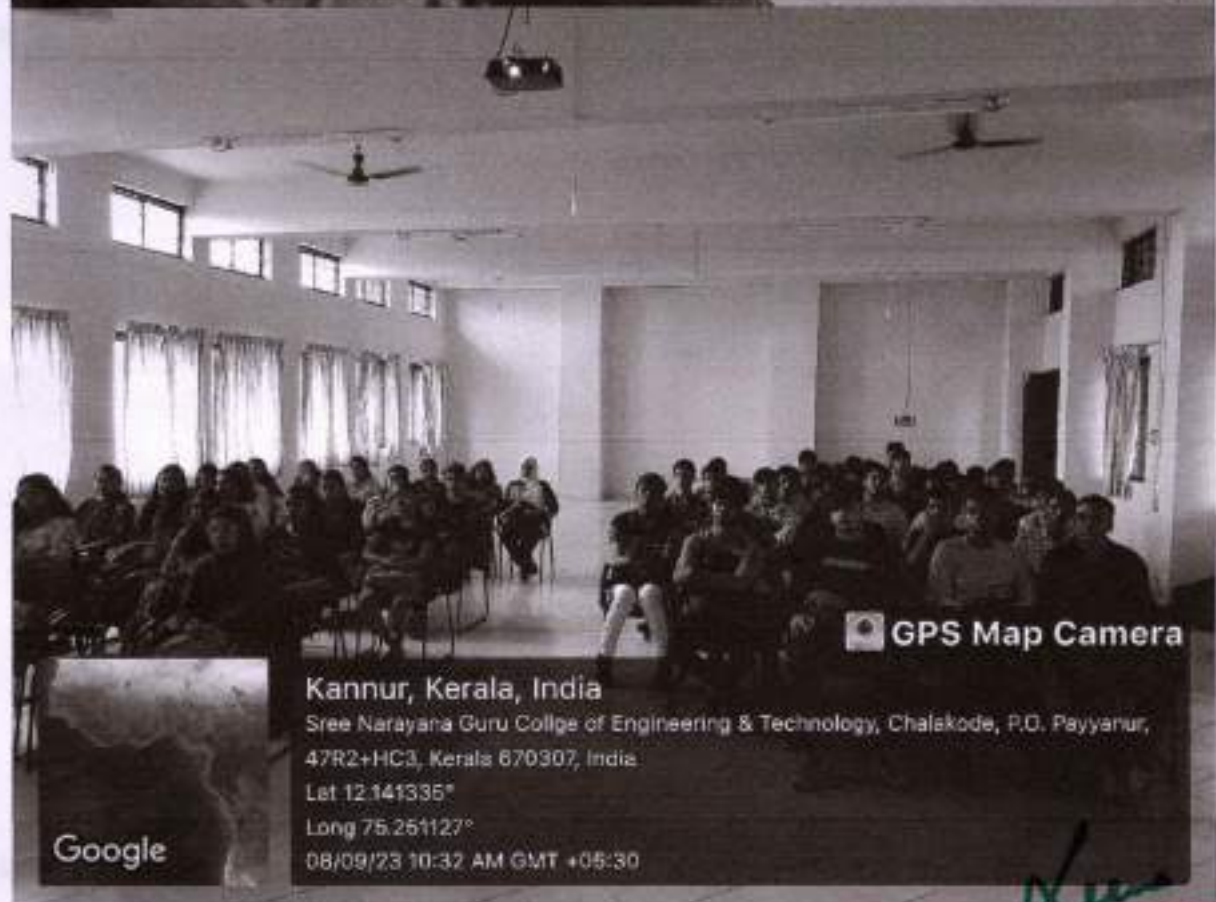 GPS Map Camera
Kannur, Kerala, India
Sree Narayana Guru Collge of Engineering & Technology, Chalakode, P.O. Payyanur,
47R2+HC3, Kerala 670307, India
Lat 12.141335°
Long 75.251127°
08/09/23 10:32 AM GMT +05:30
Google